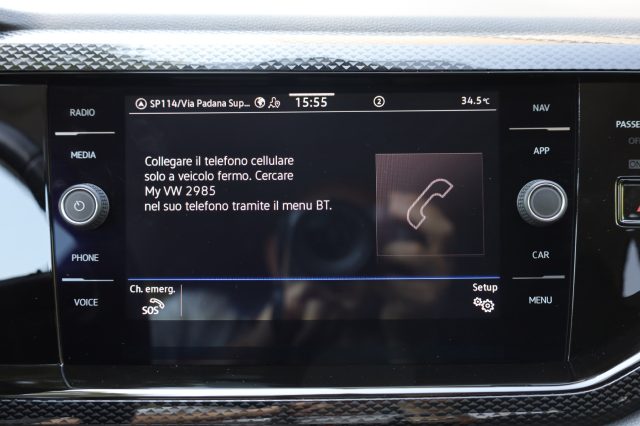 RADIO
MEDIA
PHONE
VOICE
SP114/Via Padana Sup... 15:55 2 34.5°C
Collegare il telefono cellulare
solo a veicolo fermo. Cercare
My VW 2985
nel suo telefono tramite il menu BT.
Ch. emerg.
SOS
Setup
NAV
APP
CAR
MENU
PASSE
OF
ON